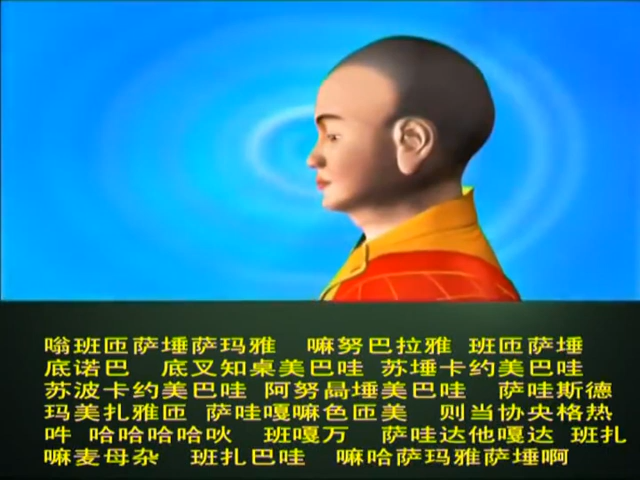 嗡班匝萨埵萨玛雅 嘛努巴拉雅 班匝萨埵
底诺巴 底叉知桌美巴哇 苏埵卡约美巴哇
苏波卡约美巴哇 阿努晶埵美巴哇 萨哇斯德
玛美扎雅匝 萨哇嘎嘛色匝美 则当协央格热
吽 哈哈哈哈吙 班嘎万 萨哇达他嘎达 班扎
嘛麦母杂 班扎巴哇 嘛哈萨玛雅萨埵啊